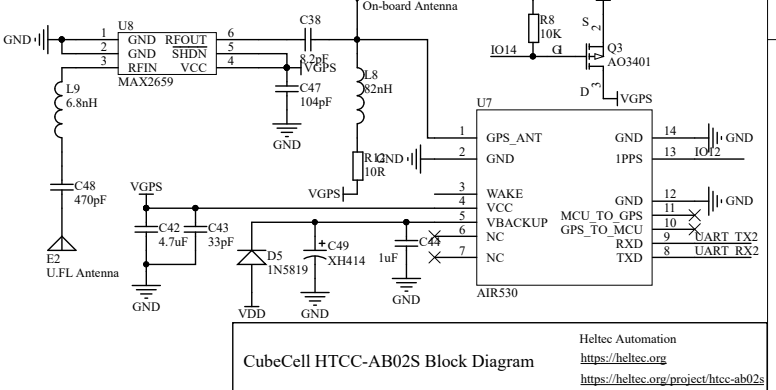 On-board Antenna
U8
GND
1
GND
RFOUT
6
2
GND
SHDN
5
3
RFIN
VCC
4
MAX2659
C38
8.2pF
VGPS
L9
6.8nH
C47
104pF
GND
L8
82nH
R12
10R
VGPS
GND
C48
470pF
E2
U.FL Antenna
R8
10K
IO14
G
1
S
2
Q3
AO3401
D
3
VGPS
U7
1
GPS_ANT
GND
14
GND
2
GND
1PPS
13
IO12
3
WAKE
4
VCC
GND
12
GND
5
VBACKUP
MCU_TO_GPS
11
6
NC
GPS_TO_MCU
10
RXD
9
UART_TX2
7
NC
TXD
8
UART_RX2
AIR530
VGPS
C42
4.7uF
C43
33pF
GND
D5
1N5819
VDD
+
C49
XH414
GND
C44
1uF
GND
CubeCell HTCC-AB02S Block Diagram
Heltec Automation
https://heltec.org
https://heltec.org/project/htcc-ab02s